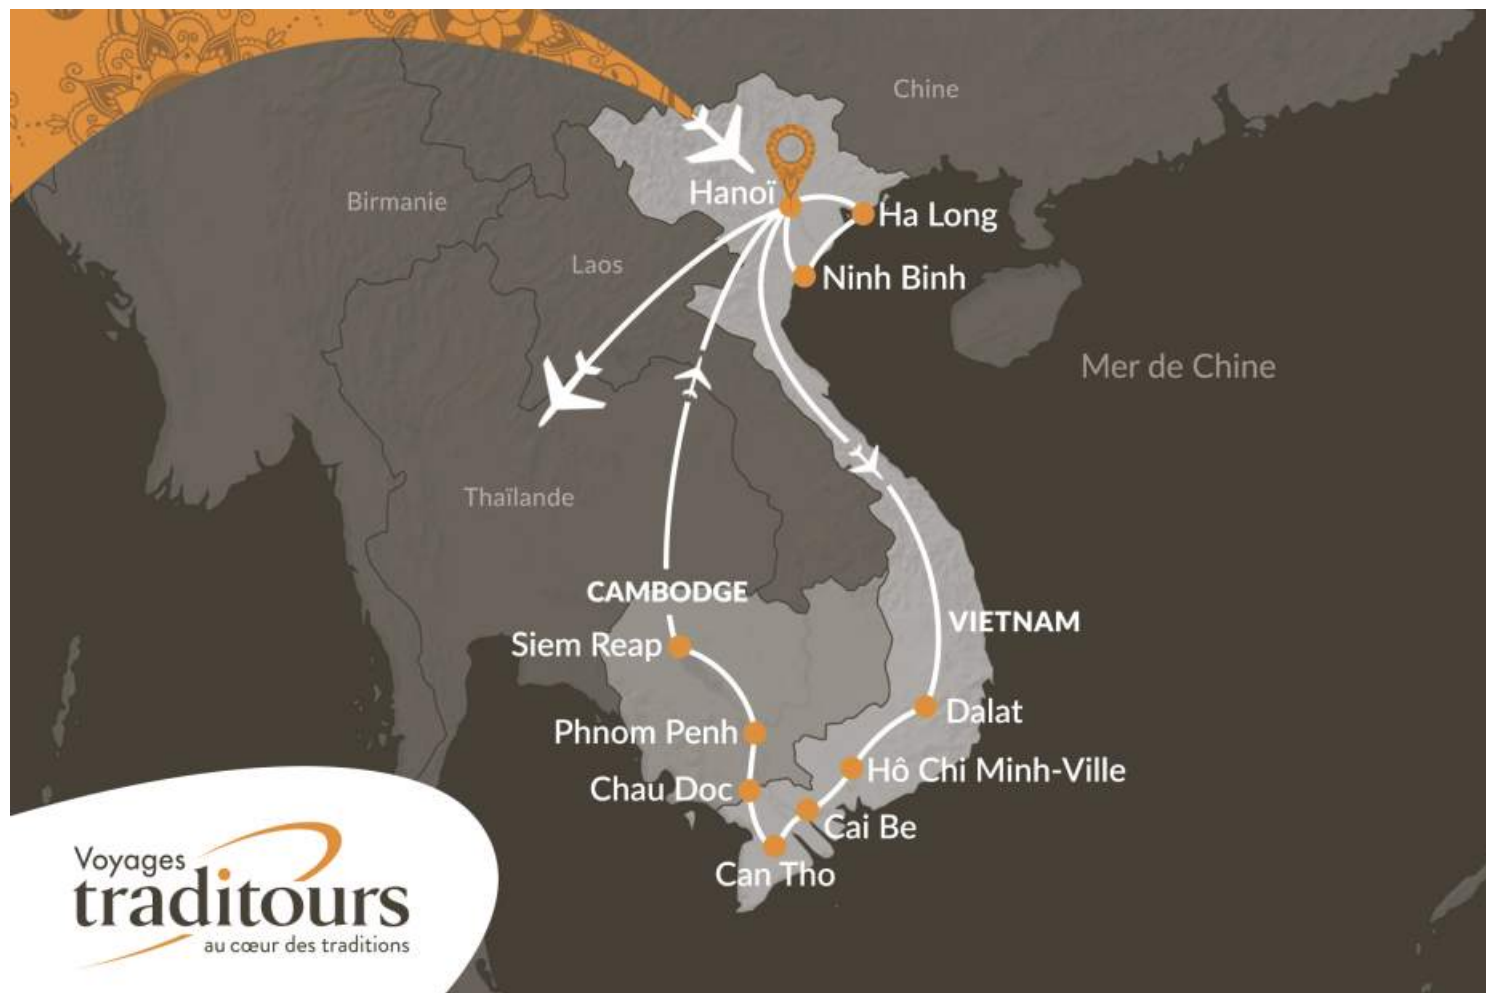 Chine
Hanoï
Birmanie
Ha Long
Laos
Ninh Binh
Mer de Chine
Thaïlande
CAMBODGE
VIETNAM
Siem Reap
Dalat
Phnom Penh
Hô Chi Minh-Ville
Chau Doc
Cai Be
Can Tho
Voyages
traditours
au cœur des traditions